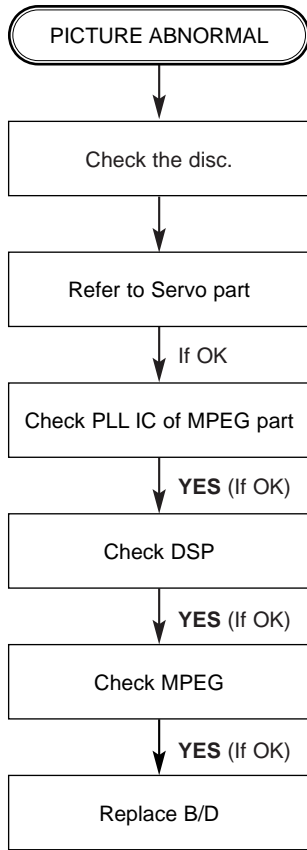 PICTURE ABNORMAL
Check the disc.
Refer to Servo part
If OK
Check PLL IC of MPEG part
YES (If OK)
Check DSP
YES (If OK)
Check MPEG
YES (If OK)
Replace B/D